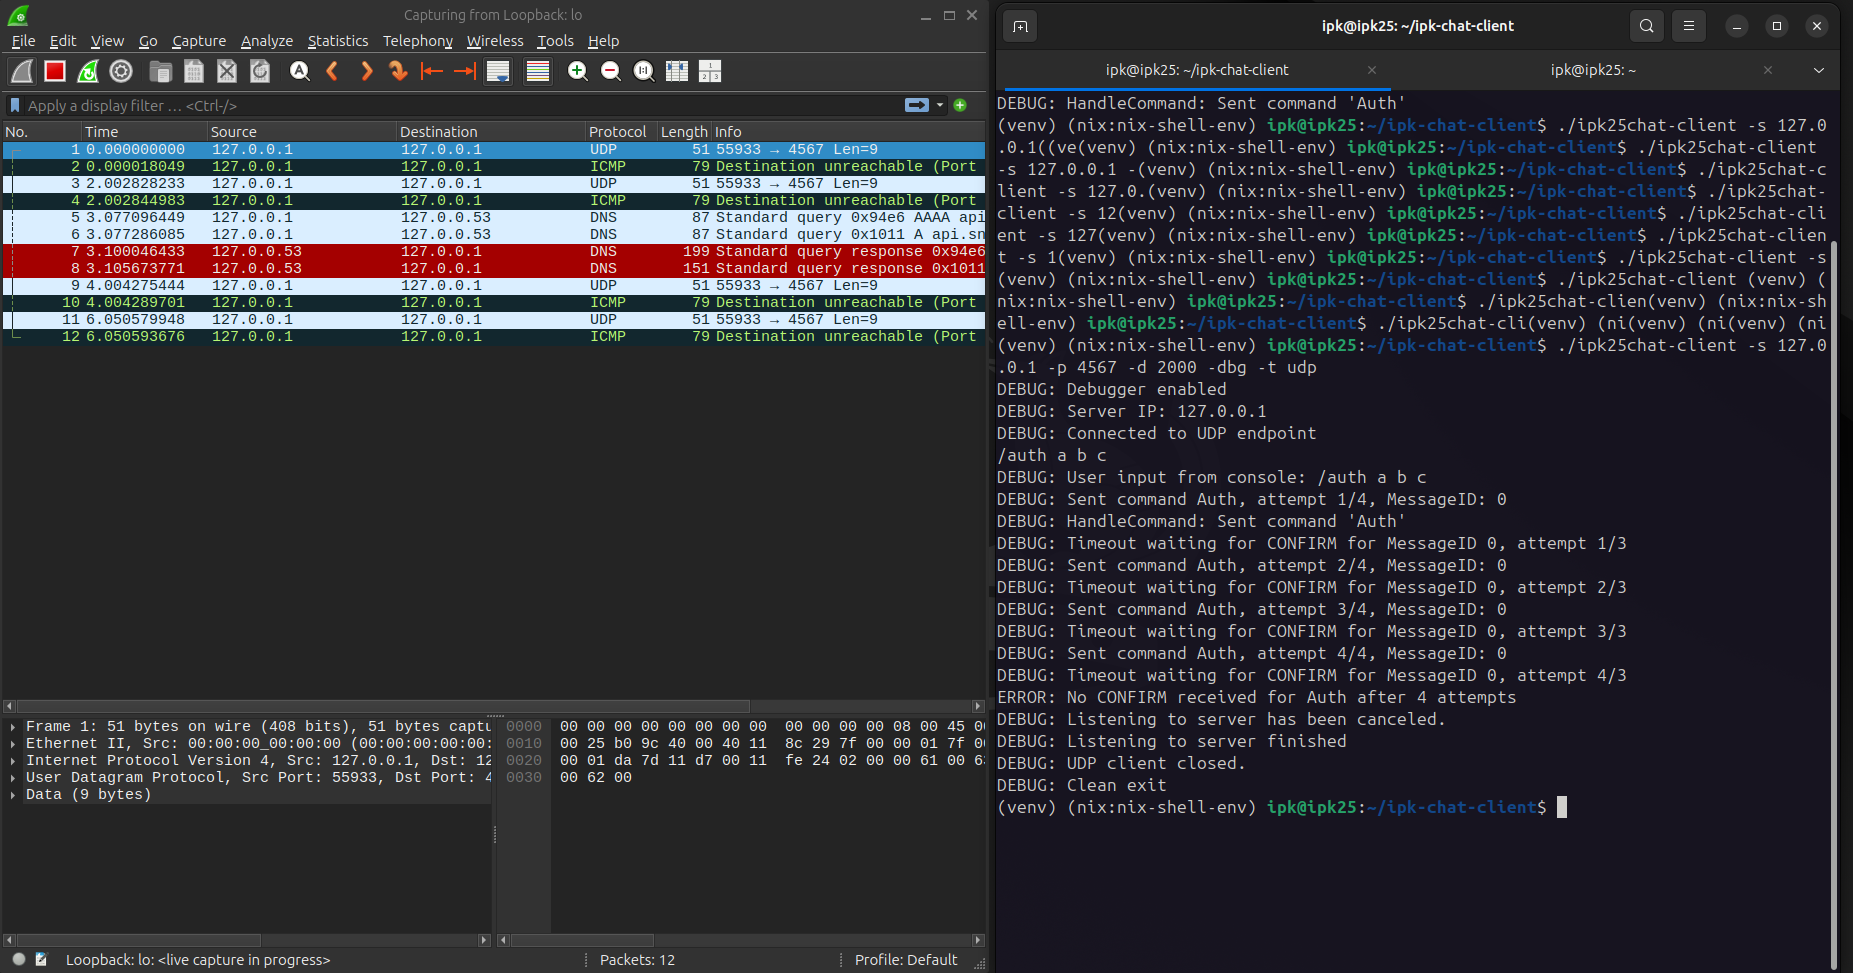 Capturing from Loopback: lo
File Edit View Go Capture Analyze Statistics Telephony Wireless Tools Help
Apply a display filter … <Ctrl-/>
No. Time Source Destination Protocol Length Info
1 0.000000000 127.0.0.1 127.0.0.1 UDP 51 55933 → 4567 Len=9
2 0.000018049 127.0.0.1 127.0.0.1 ICMP 79 Destination unreachable (Port
3 2.002828233 127.0.0.1 127.0.0.1 UDP 51 55933 → 4567 Len=9
4 2.002844983 127.0.0.1 127.0.0.1 ICMP 79 Destination unreachable (Port
5 3.077096449 127.0.0.1 127.0.0.53 DNS 87 Standard query 0x94e6 AAAA api
6 3.077286085 127.0.0.1 127.0.0.53 DNS 87 Standard query 0x1011 A api.sn
7 3.100046433 127.0.0.53 127.0.0.1 DNS 199 Standard query response 0x94e6
8 3.105673771 127.0.0.53 127.0.0.1 DNS 151 Standard query response 0x1011
9 4.004275444 127.0.0.1 127.0.0.1 UDP 51 55933 → 4567 Len=9
10 4.004289701 127.0.0.1 127.0.0.1 ICMP 79 Destination unreachable (Port
11 6.050579948 127.0.0.1 127.0.0.1 UDP 51 55933 → 4567 Len=9
12 6.050593676 127.0.0.1 127.0.0.1 ICMP 79 Destination unreachable (Port
Frame 1: 51 bytes on wire (408 bits), 51 bytes captu
Ethernet II, Src: 00:00:00_00:00:00 (00:00:00:00:00:
Internet Protocol Version 4, Src: 127.0.0.1, Dst: 12
User Datagram Protocol, Src Port: 55933, Dst Port: 4
Data (9 bytes)
0000 00 00 00 00 00 00 00 00 00 00 00 00 08 00 45 00
0010 00 25 b0 9c 40 00 40 11 8c 29 7f 00 00 01 7f 00
0020 00 01 da 7d 11 d7 00 11 fe 24 02 00 00 61 00 63
0030 00 62 00
Loopback: lo: <live capture in progress> Packets: 12 Profile: Default
ipk@ipk25: ~/ipk-chat-client
ipk@ipk25: ~/ipk-chat-client ipk@ipk25: ~
DEBUG: HandleCommand: Sent command 'Auth'
(venv) (nix:nix-shell-env) ipk@ipk25:~/ipk-chat-client$ ./ipk25chat-client -s 127.0
.0.1((ve(venv) (nix:nix-shell-env) ipk@ipk25:~/ipk-chat-client$ ./ipk25chat-client
-s 127.0.0.1 -(venv) (nix:nix-shell-env) ipk@ipk25:~/ipk-chat-client$ ./ipk25chat-c
lient -s 127.0.(venv) (nix:nix-shell-env) ipk@ipk25:~/ipk-chat-client$ ./ipk25chat-
client -s 12(venv) (nix:nix-shell-env) ipk@ipk25:~/ipk-chat-client$ ./ipk25chat-cli
ent -s 127(venv) (nix:nix-shell-env) ipk@ipk25:~/ipk-chat-client$ ./ipk25chat-clien
t -s 1(venv) (nix:nix-shell-env) ipk@ipk25:~/ipk-chat-client$ ./ipk25chat-client -s
(venv) (nix:nix-shell-env) ipk@ipk25:~/ipk-chat-client$ ./ipk25chat-client (venv) (
nix:nix-shell-env) ipk@ipk25:~/ipk-chat-client$ ./ipk25chat-clien(venv) (nix:nix-sh
ell-env) ipk@ipk25:~/ipk-chat-client$ ./ipk25chat-cli(venv) (ni(venv) (ni(venv) (ni
(venv) (nix:nix-shell-env) ipk@ipk25:~/ipk-chat-client$ ./ipk25chat-client -s 127.0
.0.1 -p 4567 -d 2000 -dbg -t udp
DEBUG: Debugger enabled
DEBUG: Server IP: 127.0.0.1
DEBUG: Connected to UDP endpoint
/auth a b c
DEBUG: User input from console: /auth a b c
DEBUG: Sent command Auth, attempt 1/4, MessageID: 0
DEBUG: HandleCommand: Sent command 'Auth'
DEBUG: Timeout waiting for CONFIRM for MessageID 0, attempt 1/3
DEBUG: Sent command Auth, attempt 2/4, MessageID: 0
DEBUG: Timeout waiting for CONFIRM for MessageID 0, attempt 2/3
DEBUG: Sent command Auth, attempt 3/4, MessageID: 0
DEBUG: Timeout waiting for CONFIRM for MessageID 0, attempt 3/3
DEBUG: Sent command Auth, attempt 4/4, MessageID: 0
DEBUG: Timeout waiting for CONFIRM for MessageID 0, attempt 4/3
ERROR: No CONFIRM received for Auth after 4 attempts
DEBUG: Listening to server has been canceled.
DEBUG: Listening to server finished
DEBUG: UDP client closed.
DEBUG: Clean exit
(venv) (nix:nix-shell-env) ipk@ipk25:~/ipk-chat-client$